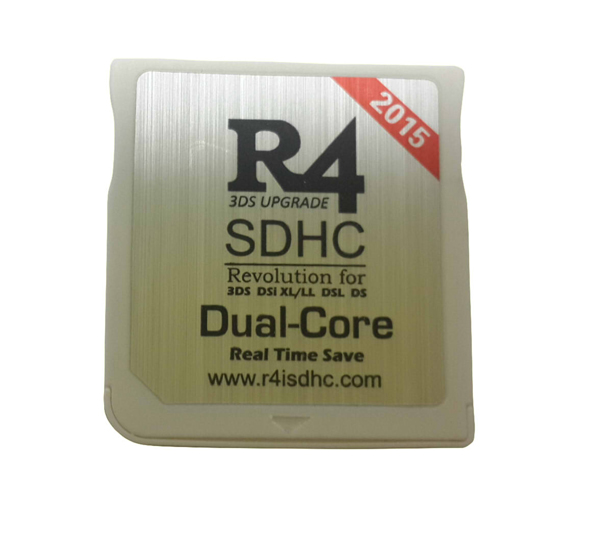 2015
R4
3DS UPGRADE
SDHC
Revolution for
3DS DSi XL/LL DSL DS
Dual-Core
Real Time Save
www.r4isdhc.com